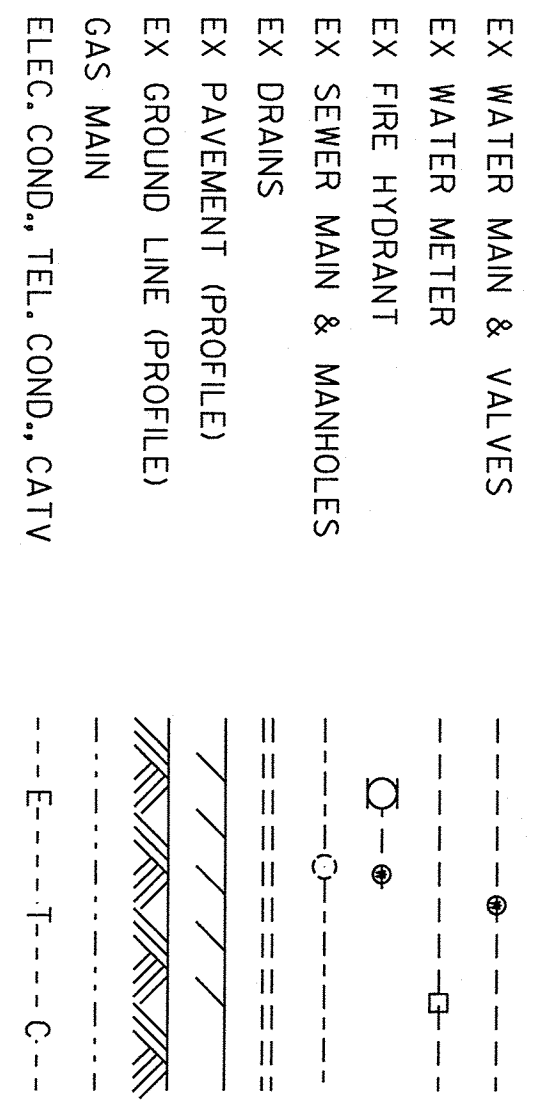 EX WATER MAIN & VALVES
EX WATER METER
EX FIRE HYDRANT
EX SEWER MAIN & MANHOLES
EX DRAINS
EX PAVEMENT (PROFILE)
EX GROUND LINE (PROFILE)
GAS MAIN
ELEC. COND., TEL. COND., CATV
W
W
E T C